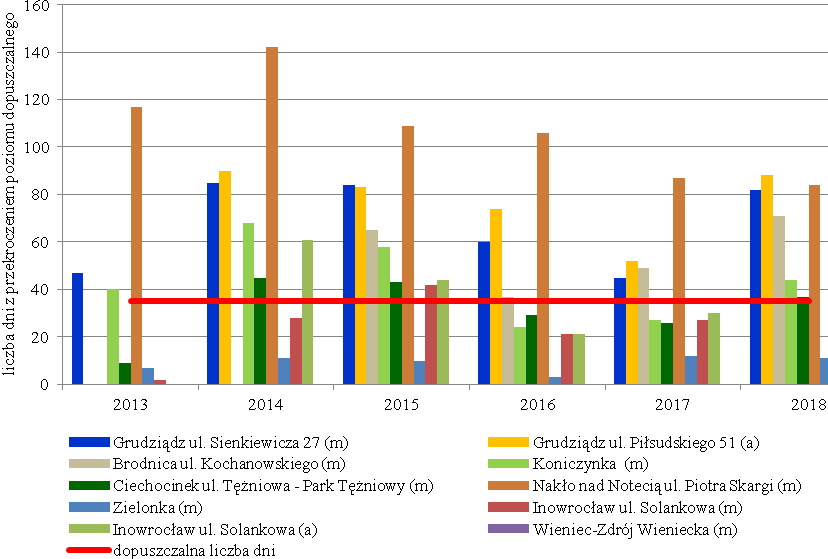 liczba dni z przekroczeniem poziomu dopuszczalnego
160
140
120
100
80
60
40
20
0
2013 2014 2015 2016 2017 2018
Grudziądz ul. Sienkiewicza 27 (m) Grudziądz ul. Piłsudskiego 51 (a)
Brodnica ul. Kochanowskiego (m) Koniczynka (m)
Ciechocinek ul. Tężniowa - Park Tężniowy (m) Nakło nad Notecią ul. Piotra Skargi (m)
Zielonka (m) Inowrocław ul. Solankowa (m)
Inowrocław ul. Solankowa (a) Wieniec-Zdrój Wieniecka (m)
dopuszczalna liczba dni